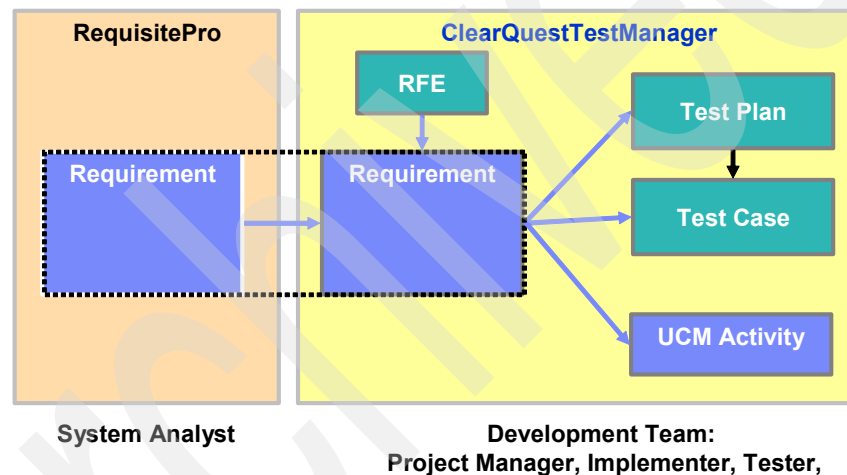 RequisitePro
ClearQuestTestManager
RFE
Test Plan
Requirement
Requirement
Test Case
UCM Activity
System Analyst
Development Team:
Project Manager, Implementer, Tester,